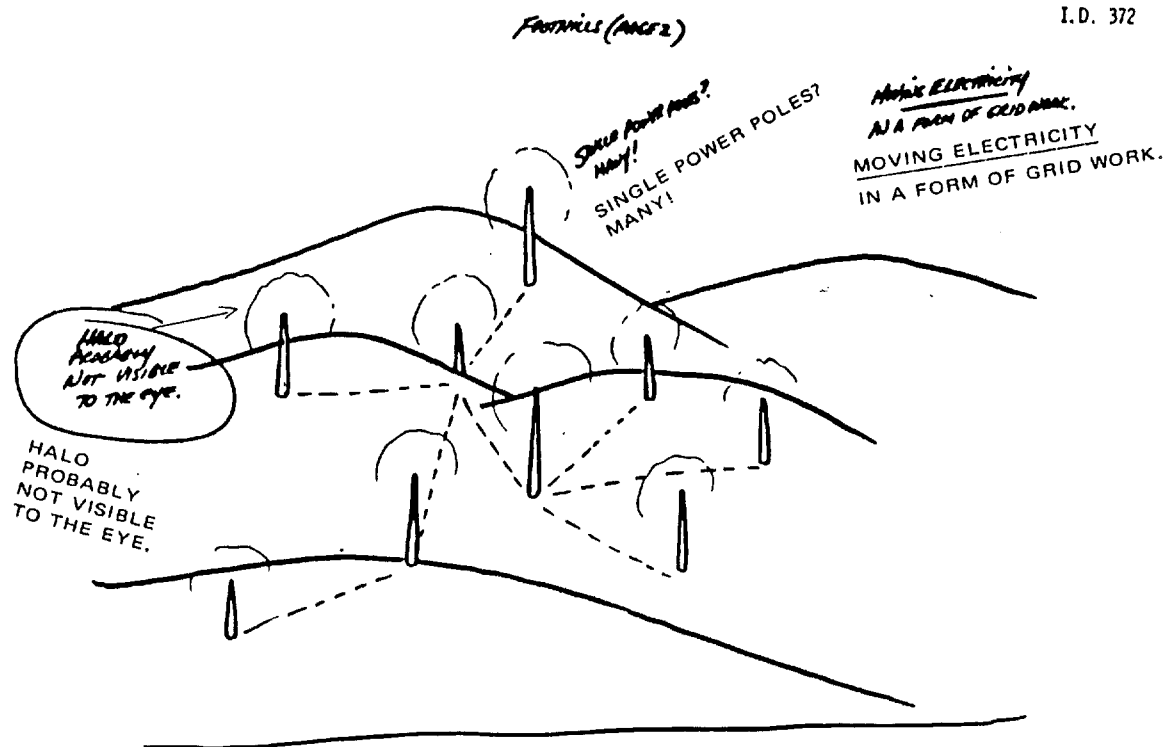 FOOTHILLS (PAGE 2)
I.D. 372
SINGLE POWER POLES?
MANY!
SINGLE POWER POLES?
MANY!
MOVING ELECTRICITY
IN A FORM OF GRID WORK.
MOVING ELECTRICITY
IN A FORM OF GRID WORK.
HALO
PROBABLY
NOT VISIBLE
TO THE EYE.
HALO
PROBABLY
NOT VISIBLE
TO THE EYE.